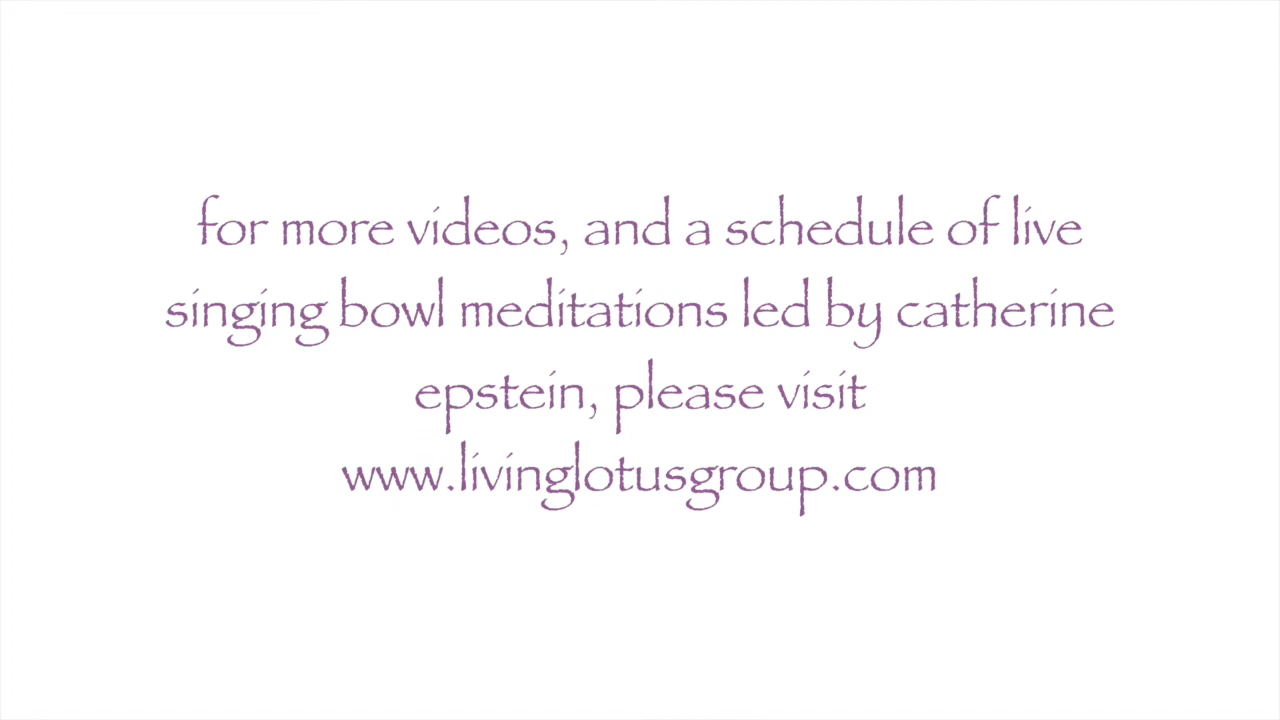 for more videos, and a schedule of live
singing bowl meditations led by catherine
epstein, please visit
www.livinglotusgroup.com